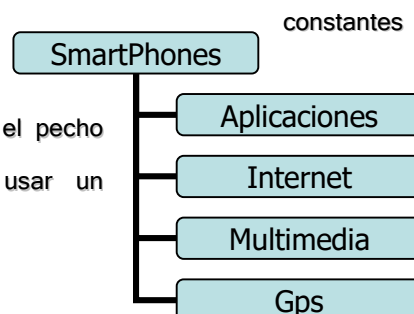 constantes
SmartPhones
Aplicaciones
el pecho
usar un
Internet
Multimedia
Gps